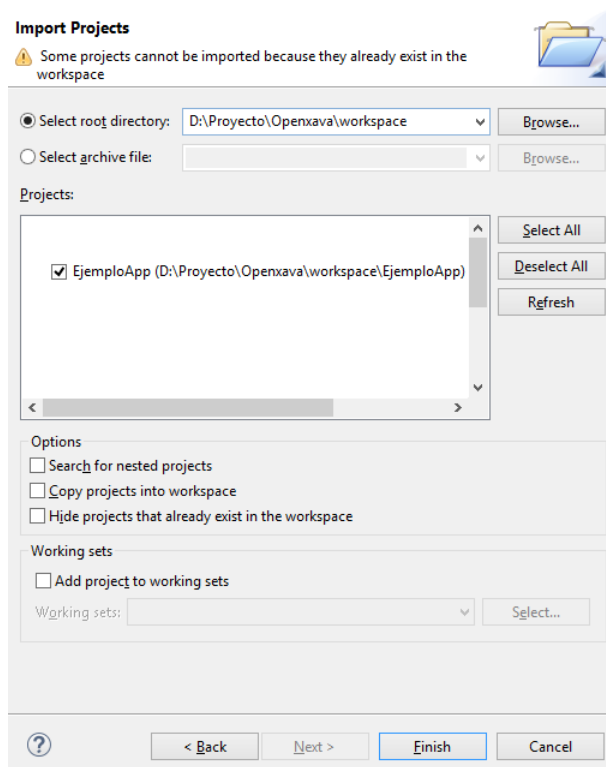 Import Projects
Some projects cannot be imported because they already exist in the
workspace
Select root directory: D:\Proyecto\Openxava\workspace Browse...
Select archive file: Browse...
Projects:
EjemploApp (D:\Proyecto\Openxava\workspace\EjemploApp)
Select All
Deselect All
Refresh
Options
Search for nested projects
Copy projects into workspace
Hide projects that already exist in the workspace
Working sets
Add project to working sets
Working sets: Select...
? < Back Next > Finish Cancel